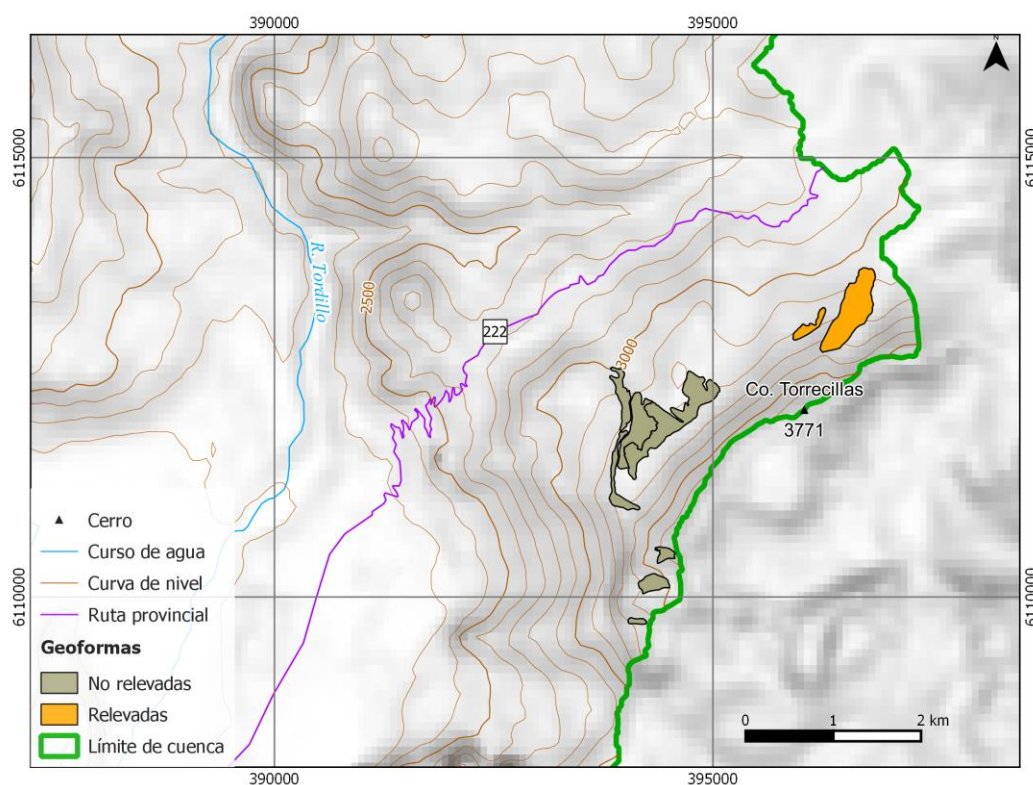 390000
395000
N
6115000
6115000
R. Tordillo
2500
222
3000
Co. Torrecillas
3771
Cerro
Curso de agua
Curva de nivel
Ruta provincial
Geoformas
No relevadas
Relevadas
Límite de cuenca
6110000
6110000
0
1
2 km
390000
395000